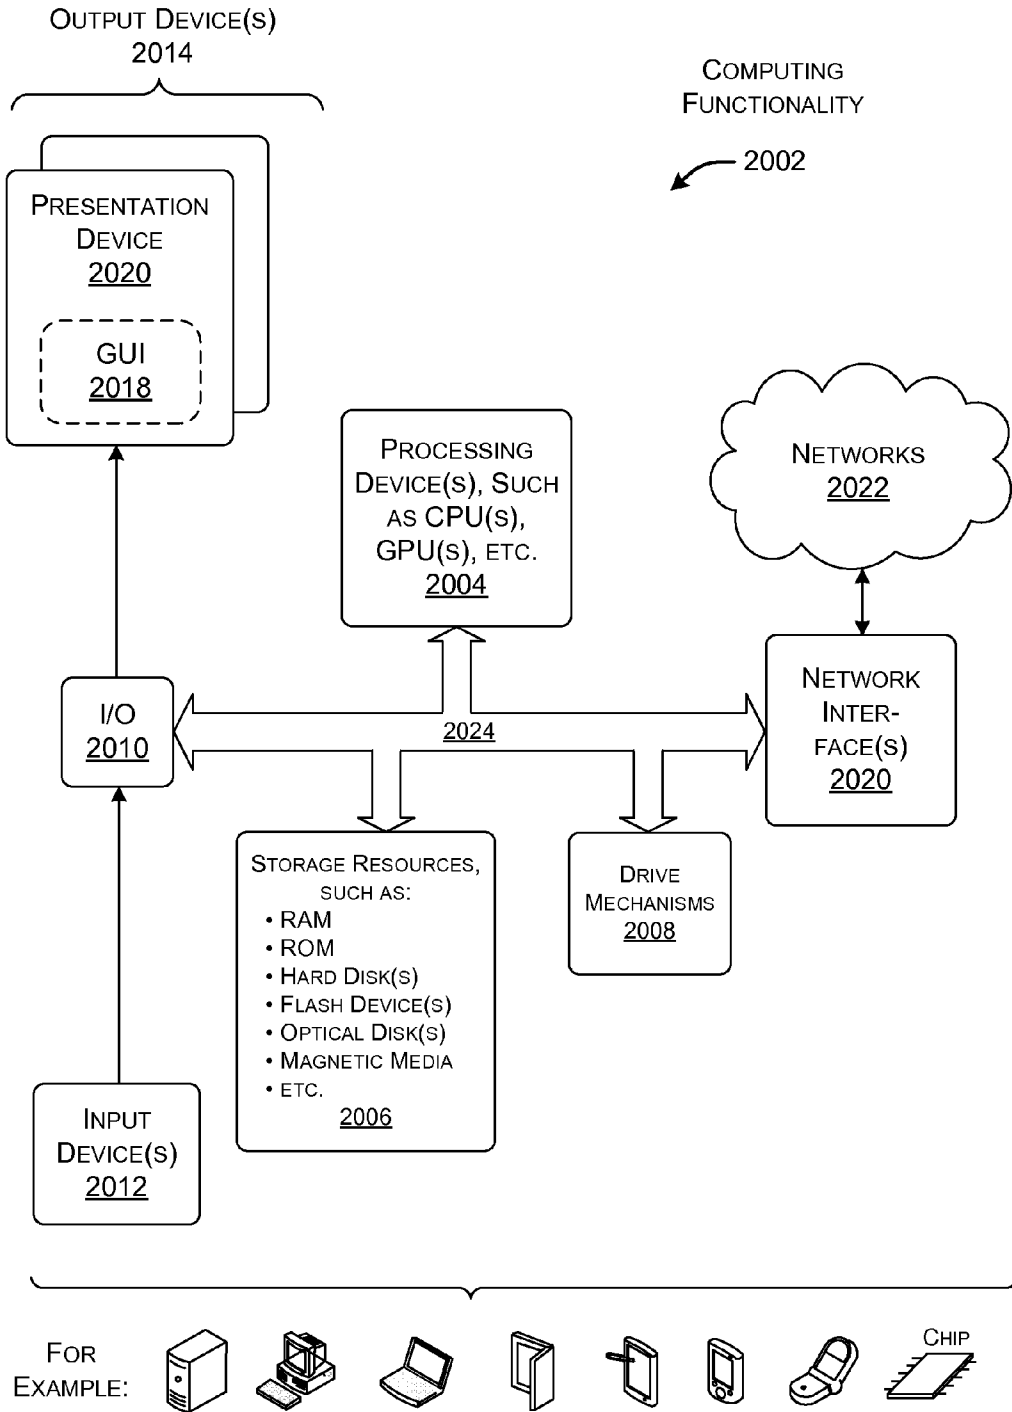 OUTPUT DEVICE(S)
2014
COMPUTING
FUNCTIONALITY
2002
PRESENTATION
DEVICE
2020
GUI
2018
PROCESSING
DEVICE(S), SUCH
AS CPU(S),
GPU(S), ETC.
2004
NETWORKS
2022
I/O
2010
2024
NETWORK
INTER-
FACE(S)
2020
STORAGE RESOURCES,
SUCH AS:
• RAM
• ROM
• HARD DISK(S)
• FLASH DEVICE(S)
• OPTICAL DISK(S)
• MAGNETIC MEDIA
• ETC.
2006
DRIVE
MECHANISMS
2008
INPUT
DEVICE(S)
2012
FOR
EXAMPLE:
CHIP